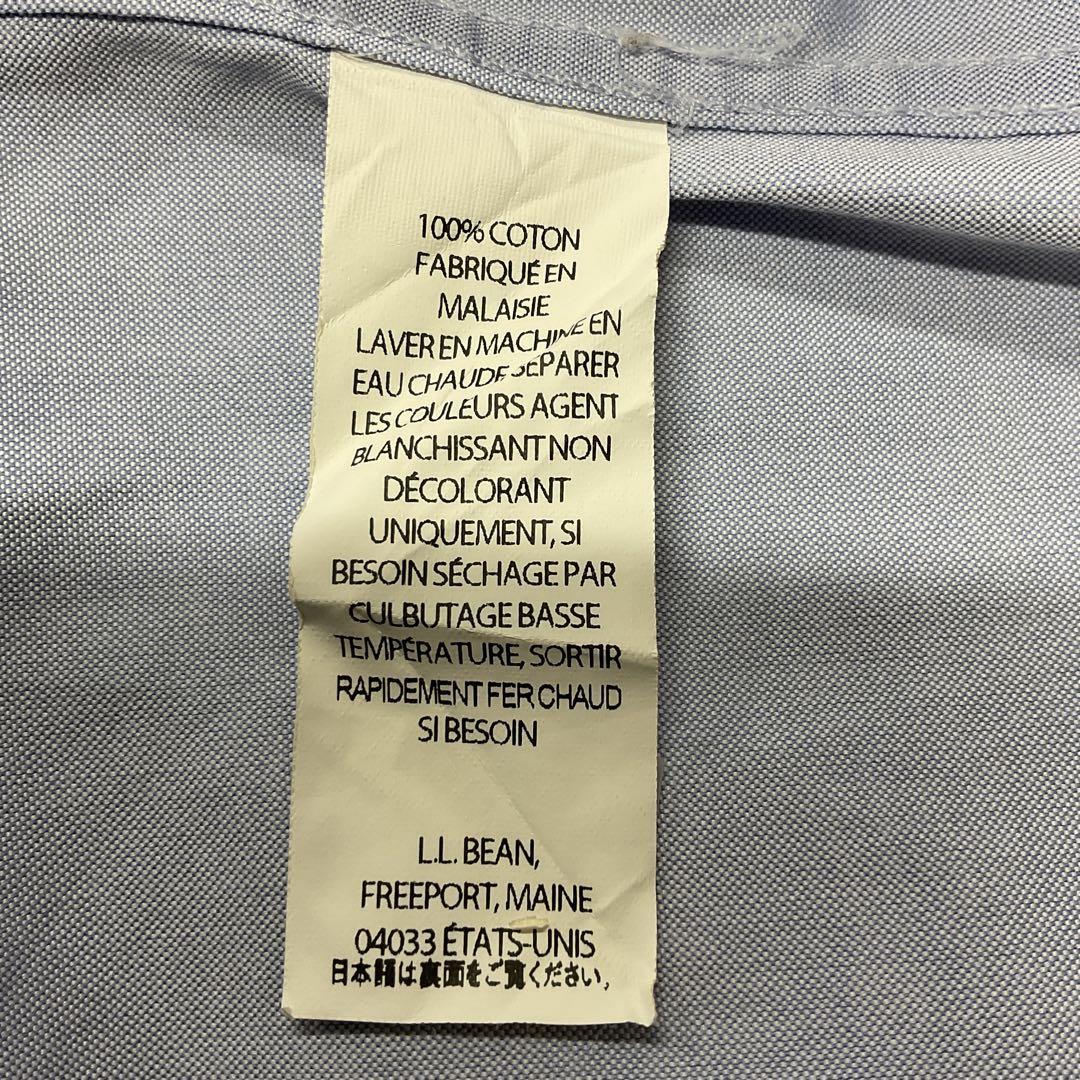 100% COTON
FABRIQUÉ EN
MALAISIE
LAVER EN MACHINE EN
EAU CHAUDE SEPARER
LES COULEURS AGENT
BLANCHISSANT NON
DÉCOLORANT
UNIQUEMENT, SI
BESOIN SÉCHAGE PAR
CULBUTAGE BASSE
TEMPÉRATURE, SORTIR
RAPIDEMENT FER CHAUD
SI BESOIN
L.L. BEAN,
FREEPORT, MAINE
04033 ÉTATS-UNIS
日本語は裏面をご覧ください。